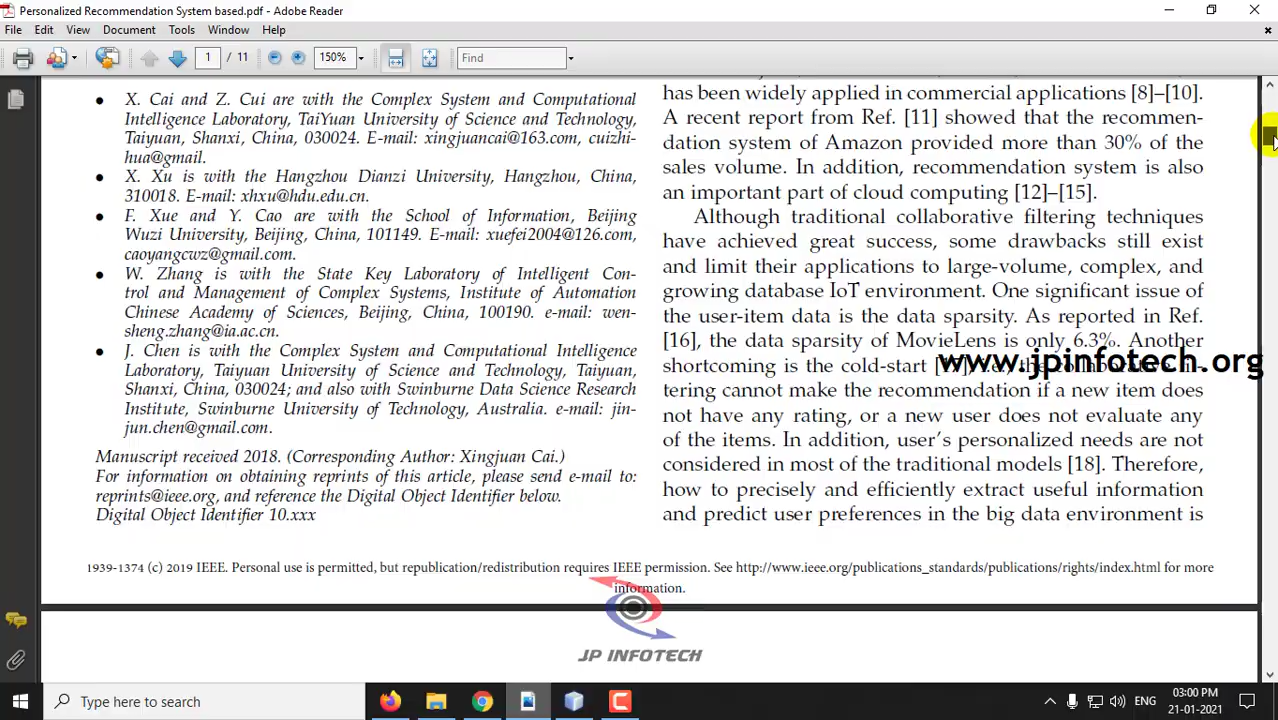 Personalized Recommendation System based.pdf - Adobe Reader
File Edit View Document Tools Window Help
1 / 11 150% Find
X. Cai and Z. Cui are with the Complex System and Computational
Intelligence Laboratory, TaiYuan University of Science and Technology,
Taiyuan, Shanxi, China, 030024. E-mail: xingjuancai@163.com, cuizhi-
hua@gmail.
X. Xu is with the Hangzhou Dianzi University, Hangzhou, China,
310018. E-mail: xhxu@hdu.edu.cn.
F. Xue and Y. Cao are with the School of Information, Beijing
Wuzi University, Beijing, China, 101149. E-mail: xuefei2004@126.com,
caoyangcwz@gmail.com.
W. Zhang is with the State Key Laboratory of Intelligent Con-
trol and Management of Complex Systems, Institute of Automation
Chinese Academy of Sciences, Beijing, China, 100190. e-mail: wen-
sheng.zhang@ia.ac.cn.
J. Chen is with the Complex System and Computational Intelligence
Laboratory, Taiyuan University of Science and Technology, Taiyuan,
Shanxi, China, 030024; and also with Swinburne Data Science Research
Institute, Swinburne University of Technology, Australia. e-mail: jin-
jun.chen@gmail.com.
Manuscript received 2018. (Corresponding Author: Xingjuan Cai.)
For information on obtaining reprints of this article, please send e-mail to:
reprints@ieee.org, and reference the Digital Object Identifier below.
Digital Object Identifier 10.xxx
has been widely applied in commercial applications [8]–[10].
A recent report from Ref. [11] showed that the recommen-
dation system of Amazon provided more than 30% of the
sales volume. In addition, recommendation system is also
an important part of cloud computing [12]–[15].
Although traditional collaborative filtering techniques
have achieved great success, some drawbacks still exist
and limit their applications to large-volume, complex, and
growing database IoT environment. One significant issue of
the user-item data is the data sparsity. As reported in Ref.
[16], the data sparsity of MovieLens is only 6.3%. Another
shortcoming is the cold-start
www.jpinfotech.org
tering cannot make the recommendation if a new item does
not have any rating, or a new user does not evaluate any
of the items. In addition, user's personalized needs are not
considered in most of the traditional models [18]. Therefore,
how to precisely and efficiently extract useful information
and predict user preferences in the big data environment is
1939-1374 (c) 2019 IEEE. Personal use is permitted, but republication/redistribution requires IEEE permission. See http://www.ieee.org/publications_standards/publications/rights/index.html for more
information.
JP INFOTECH
Type here to search
ENG
03:00 PM
21-01-2021